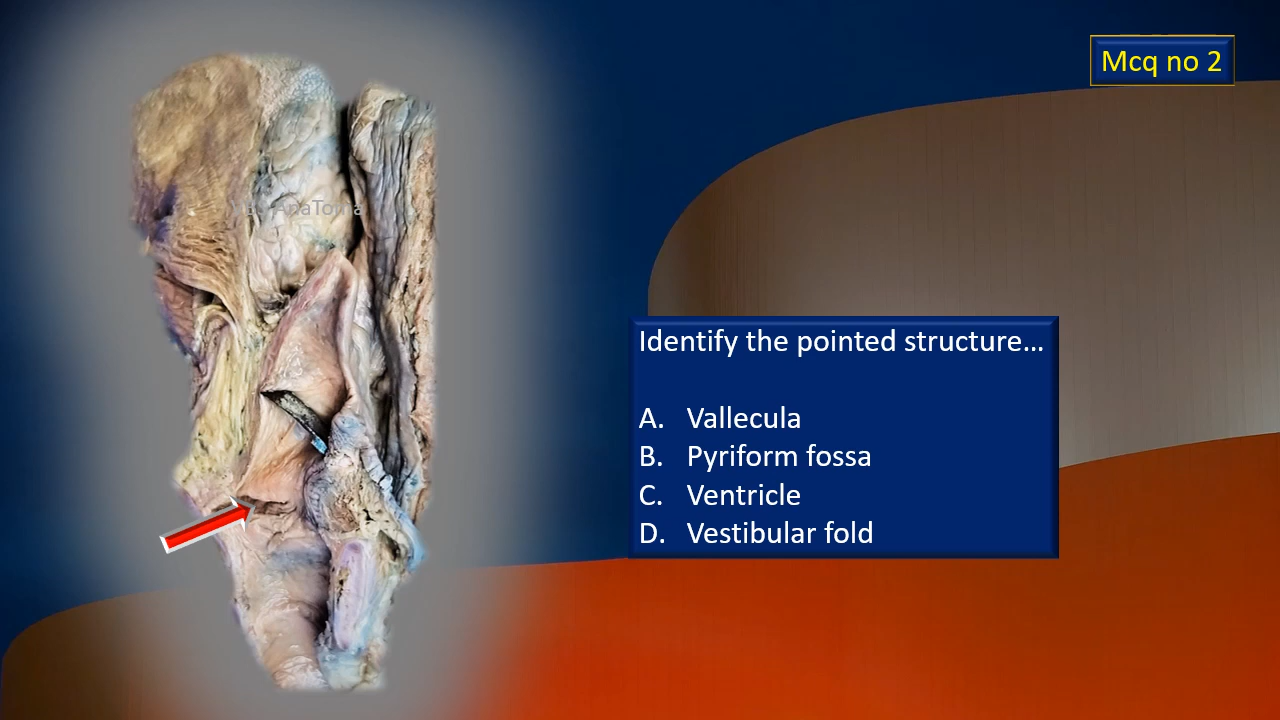 Mcq no 2
Identify the pointed structure...
A. Vallecula
B. Pyriform fossa
C. Ventricle
D. Vestibular fold